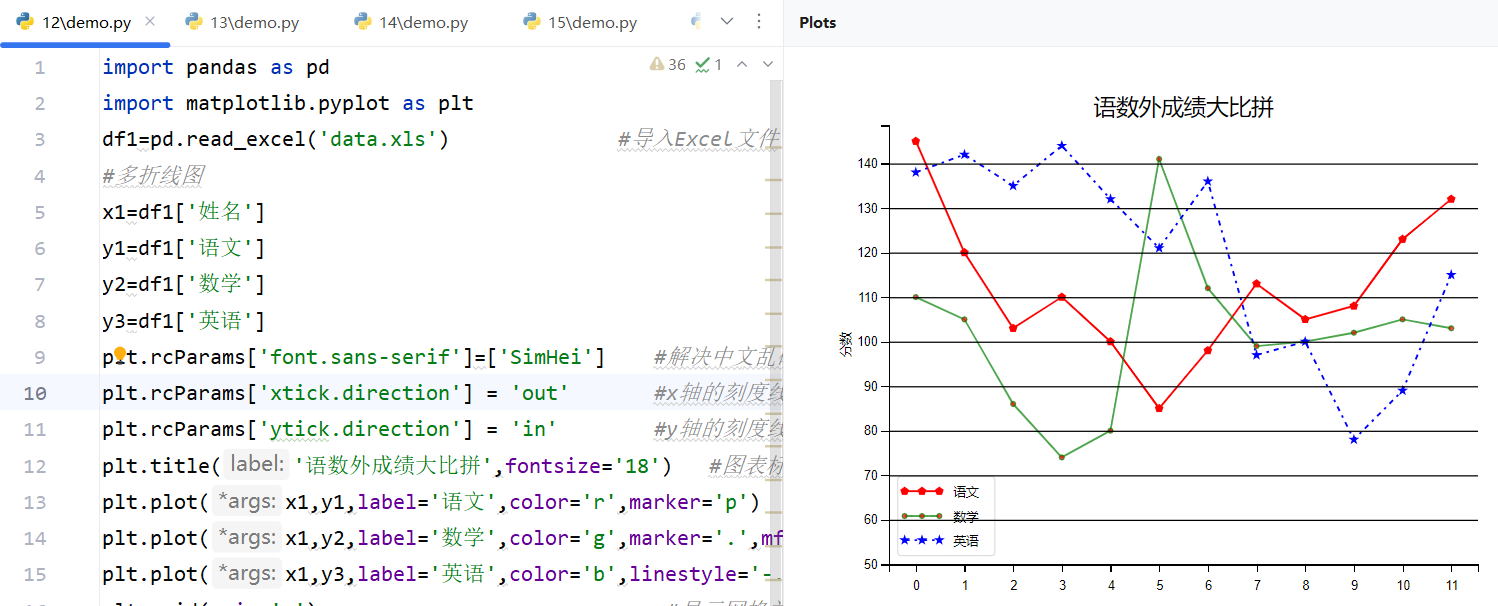 12\demo.py 13\demo.py 14\demo.py 15\demo.py
36 1
1 import pandas as pd
2 import matplotlib.pyplot as plt
3 df1=pd.read_excel('data.xls') #导入Excel文件
4 #多折线图
5 x1=df1['姓名']
6 y1=df1['语文']
7 y2=df1['数学']
8 y3=df1['英语']
9 plt.rcParams['font.sans-serif']=['SimHei'] #解决中文乱
10 plt.rcParams['xtick.direction'] = 'out' #x轴的刻度线
11 plt.rcParams['ytick.direction'] = 'in' #y轴的刻度线
12 plt.title( label: '语数外成绩大比拼',fontsize='18') #图表标
13 plt.plot( *args: x1,y1,label='语文',color='r',marker='p')
14 plt.plot( *args: x1,y2,label='数学',color='g',marker='.',mf
15 plt.plot( *args: x1,y3,label='英语',color='b',linestyle='-.
Plots
语数外成绩大比拼
140
130
120
110
100
90
80
70
60
50
分数
语文
数学
英语
0 1 2 3 4 5 6 7 8 9 10 11